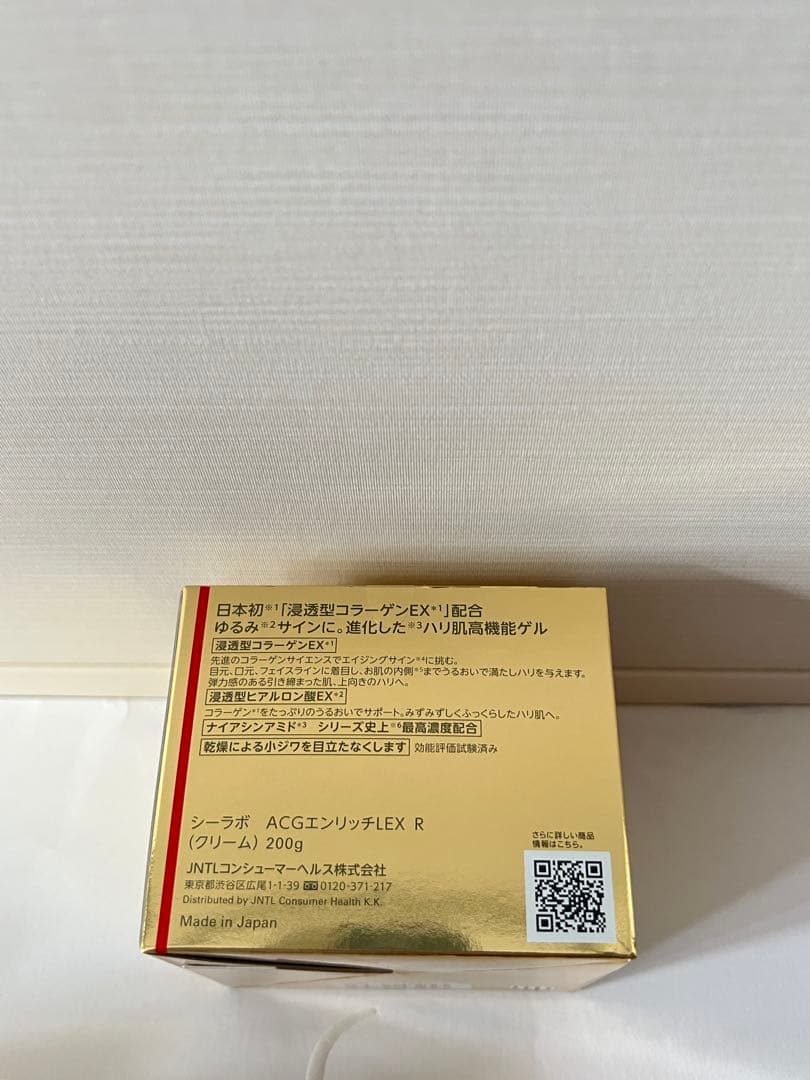 日本初※1「浸透型コラーゲンEX*1」配合
ゆるみ※2サインに。進化した※3ハリ肌高機能ゲル
浸透型コラーゲンEX*1
先進のコラーゲンサイエンスでエイジングサイン※4に挑む。
目元、口元、フェイスラインに着目し、お肌の内側※5までうるおいで満たしハリを与えます。
弾力感のある引き締まった肌、上向きのハリへ。
浸透型ヒアルロン酸EX*2
コラーゲン*1をたっぷりのうるおいでサポート。みずみずしくふっくらしたハリ肌へ。
ナイアシンアミド*3 シリーズ史上※6最高濃度配合
乾燥による小ジワを目立たなくします 効能評価試験済み
シーラボ ACGエンリッチLEX R
(クリーム) 200g
JNTLコンシューマーヘルス株式会社
東京都渋谷区広尾1-1-39 0120-371-217
Distributed by JNTL Consumer Health K.K.
Made in Japan
さらに詳しい商品
情報はこちら。